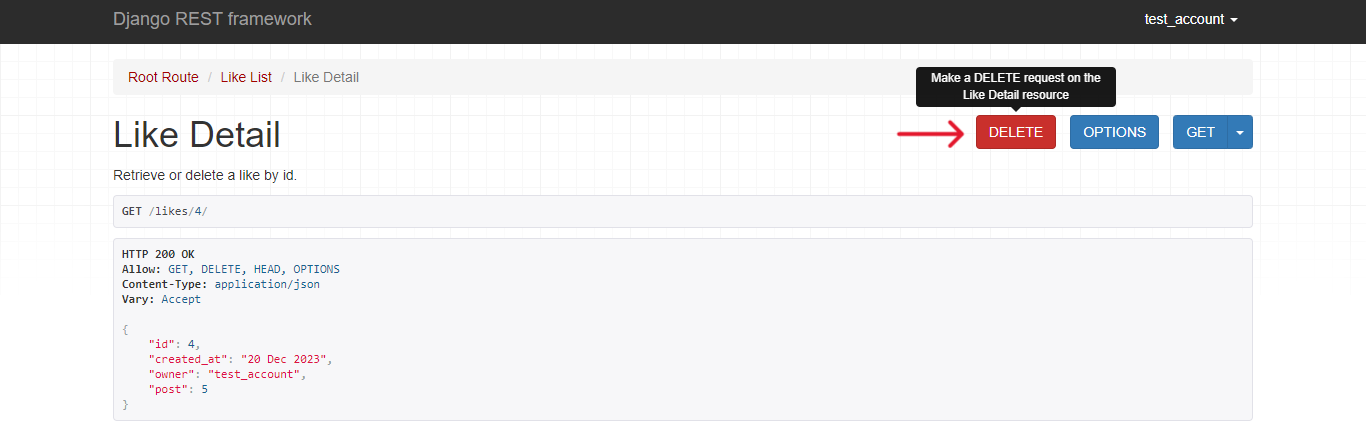 Django REST framework
test_account
Root Route / Like List / Like Detail
Make a DELETE request on the
Like Detail resource
Like Detail
DELETE
OPTIONS
GET
Retrieve or delete a like by id.
GET /likes/4/
HTTP 200 OK
Allow: GET, DELETE, HEAD, OPTIONS
Content-Type: application/json
Vary: Accept
{
    "id": 4,
    "created_at": "20 Dec 2023",
    "owner": "test_account",
    "post": 5
}